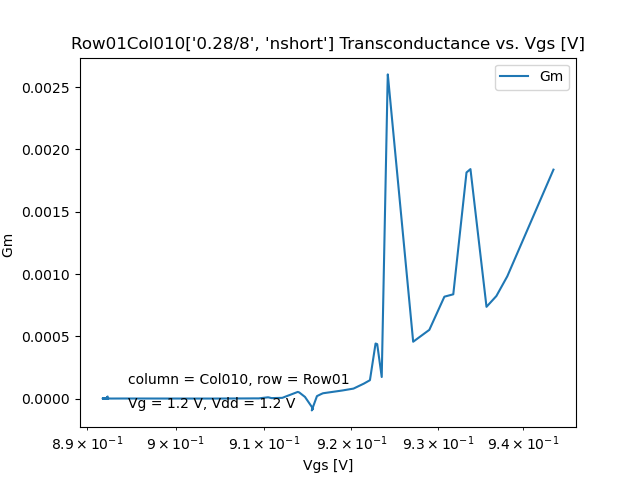 Row01Col010['0.28/8', 'nshort'] Transconductance vs. Vgs [V]
Gm
0.0025
0.0020
0.0015
0.0010
0.0005
0.0000
Gm
column = Col010, row = Row01
Vg = 1.2 V, Vdd = 1.2 V
8.9 × 10⁻¹ 9 × 10⁻¹ 9.1 × 10⁻¹ 9.2 × 10⁻¹ 9.3 × 10⁻¹ 9.4 × 10⁻¹
Vgs [V]